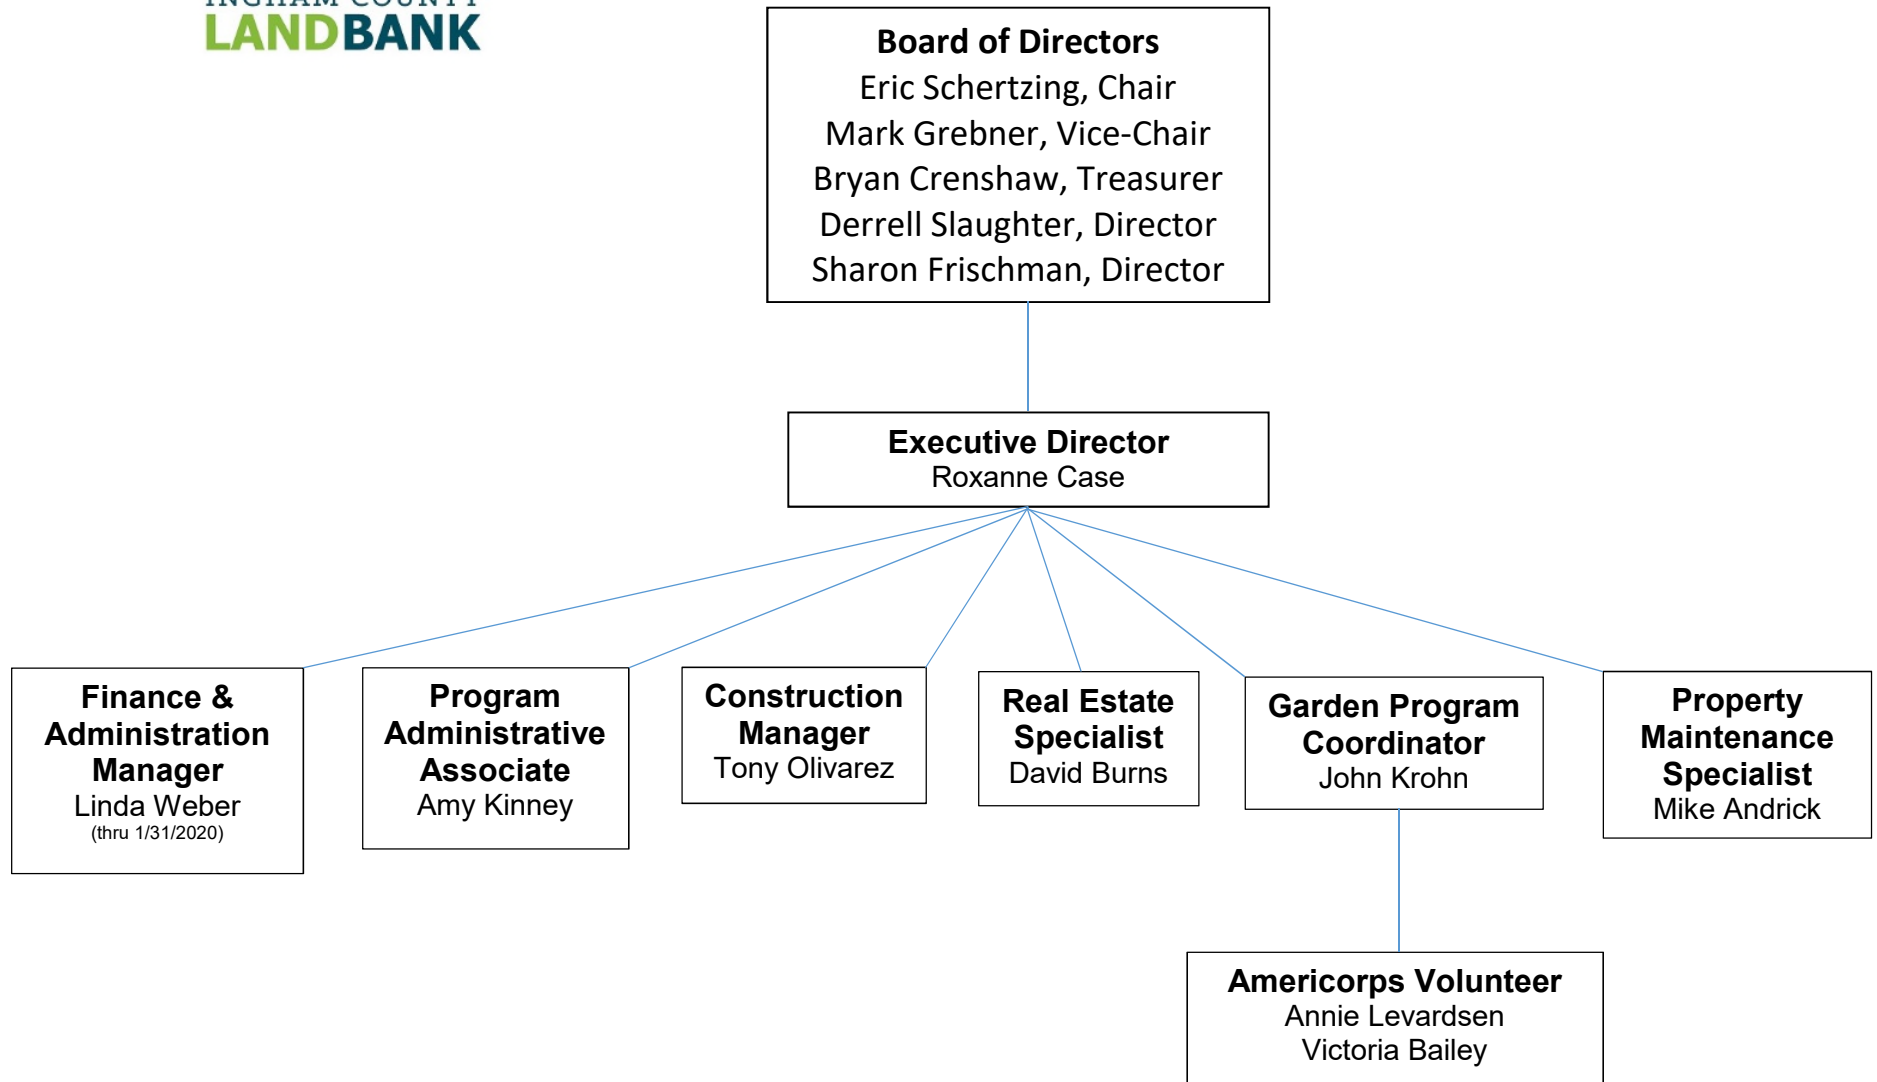 INGHAM COUNTY
LANDBANK
Board of Directors
Eric Schertzing, Chair
Mark Grebner, Vice-Chair
Bryan Crenshaw, Treasurer
Derrell Slaughter, Director
Sharon Frischman, Director
Executive Director
Roxanne Case
Finance &
Administration
Manager
Linda Weber
(thru 1/31/2020)
Program
Administrative
Associate
Amy Kinney
Construction
Manager
Tony Olivarez
Real Estate
Specialist
David Burns
Garden Program
Coordinator
John Krohn
Property
Maintenance
Specialist
Mike Andrick
Americorps Volunteer
Annie Levardsen
Victoria Bailey